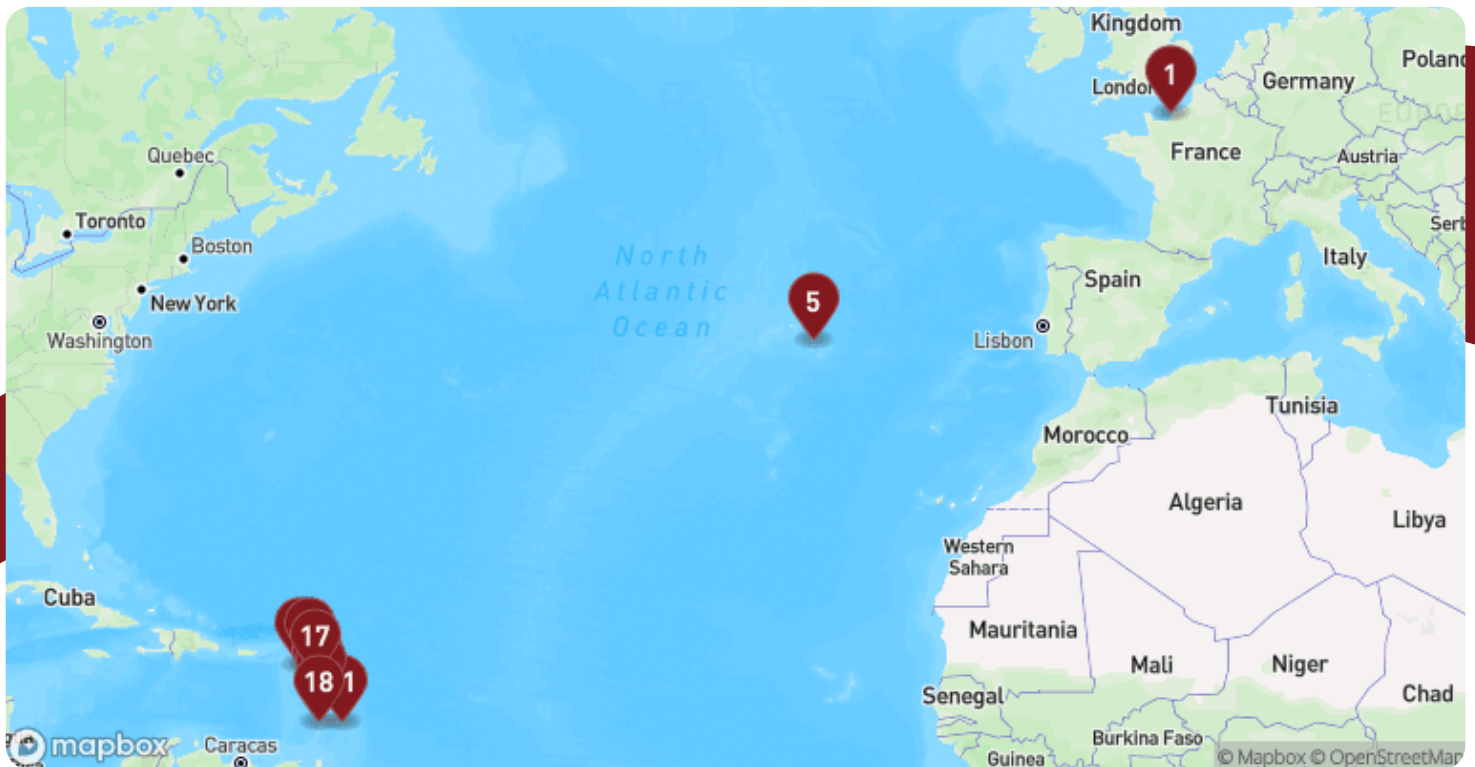 Kingdom
Poland
1
London
Germany
EUROPE
France
Austria
Quebec
Toronto
Boston
Serb
North
Atlantic
Ocean
Italy
Spain
5
New York
Washington
Lisbon
Tunisia
Morocco
Algeria
Libya
Western
Sahara
Cuba
17
Mauritania
Mali
Niger
18
1
Senegal
Chad
mapbox
Caracas
Burkina Faso
Guinea
© Mapbox © OpenStreetMap